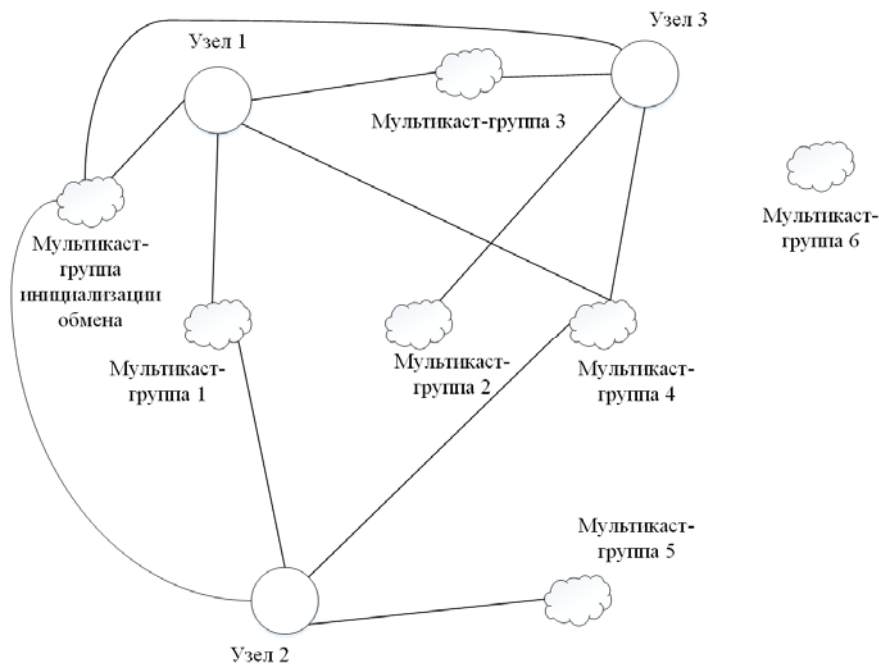 Узел 1
Узел 3
Мультикаст-группа 3
Мультикаст-
группа 6
Мультикаст-
группа
инициализации
обмена
Мультикаст-
группа 1
Мультикаст-
группа 2
Мультикаст-
группа 4
Мультикаст-
группа 5
Узел 2